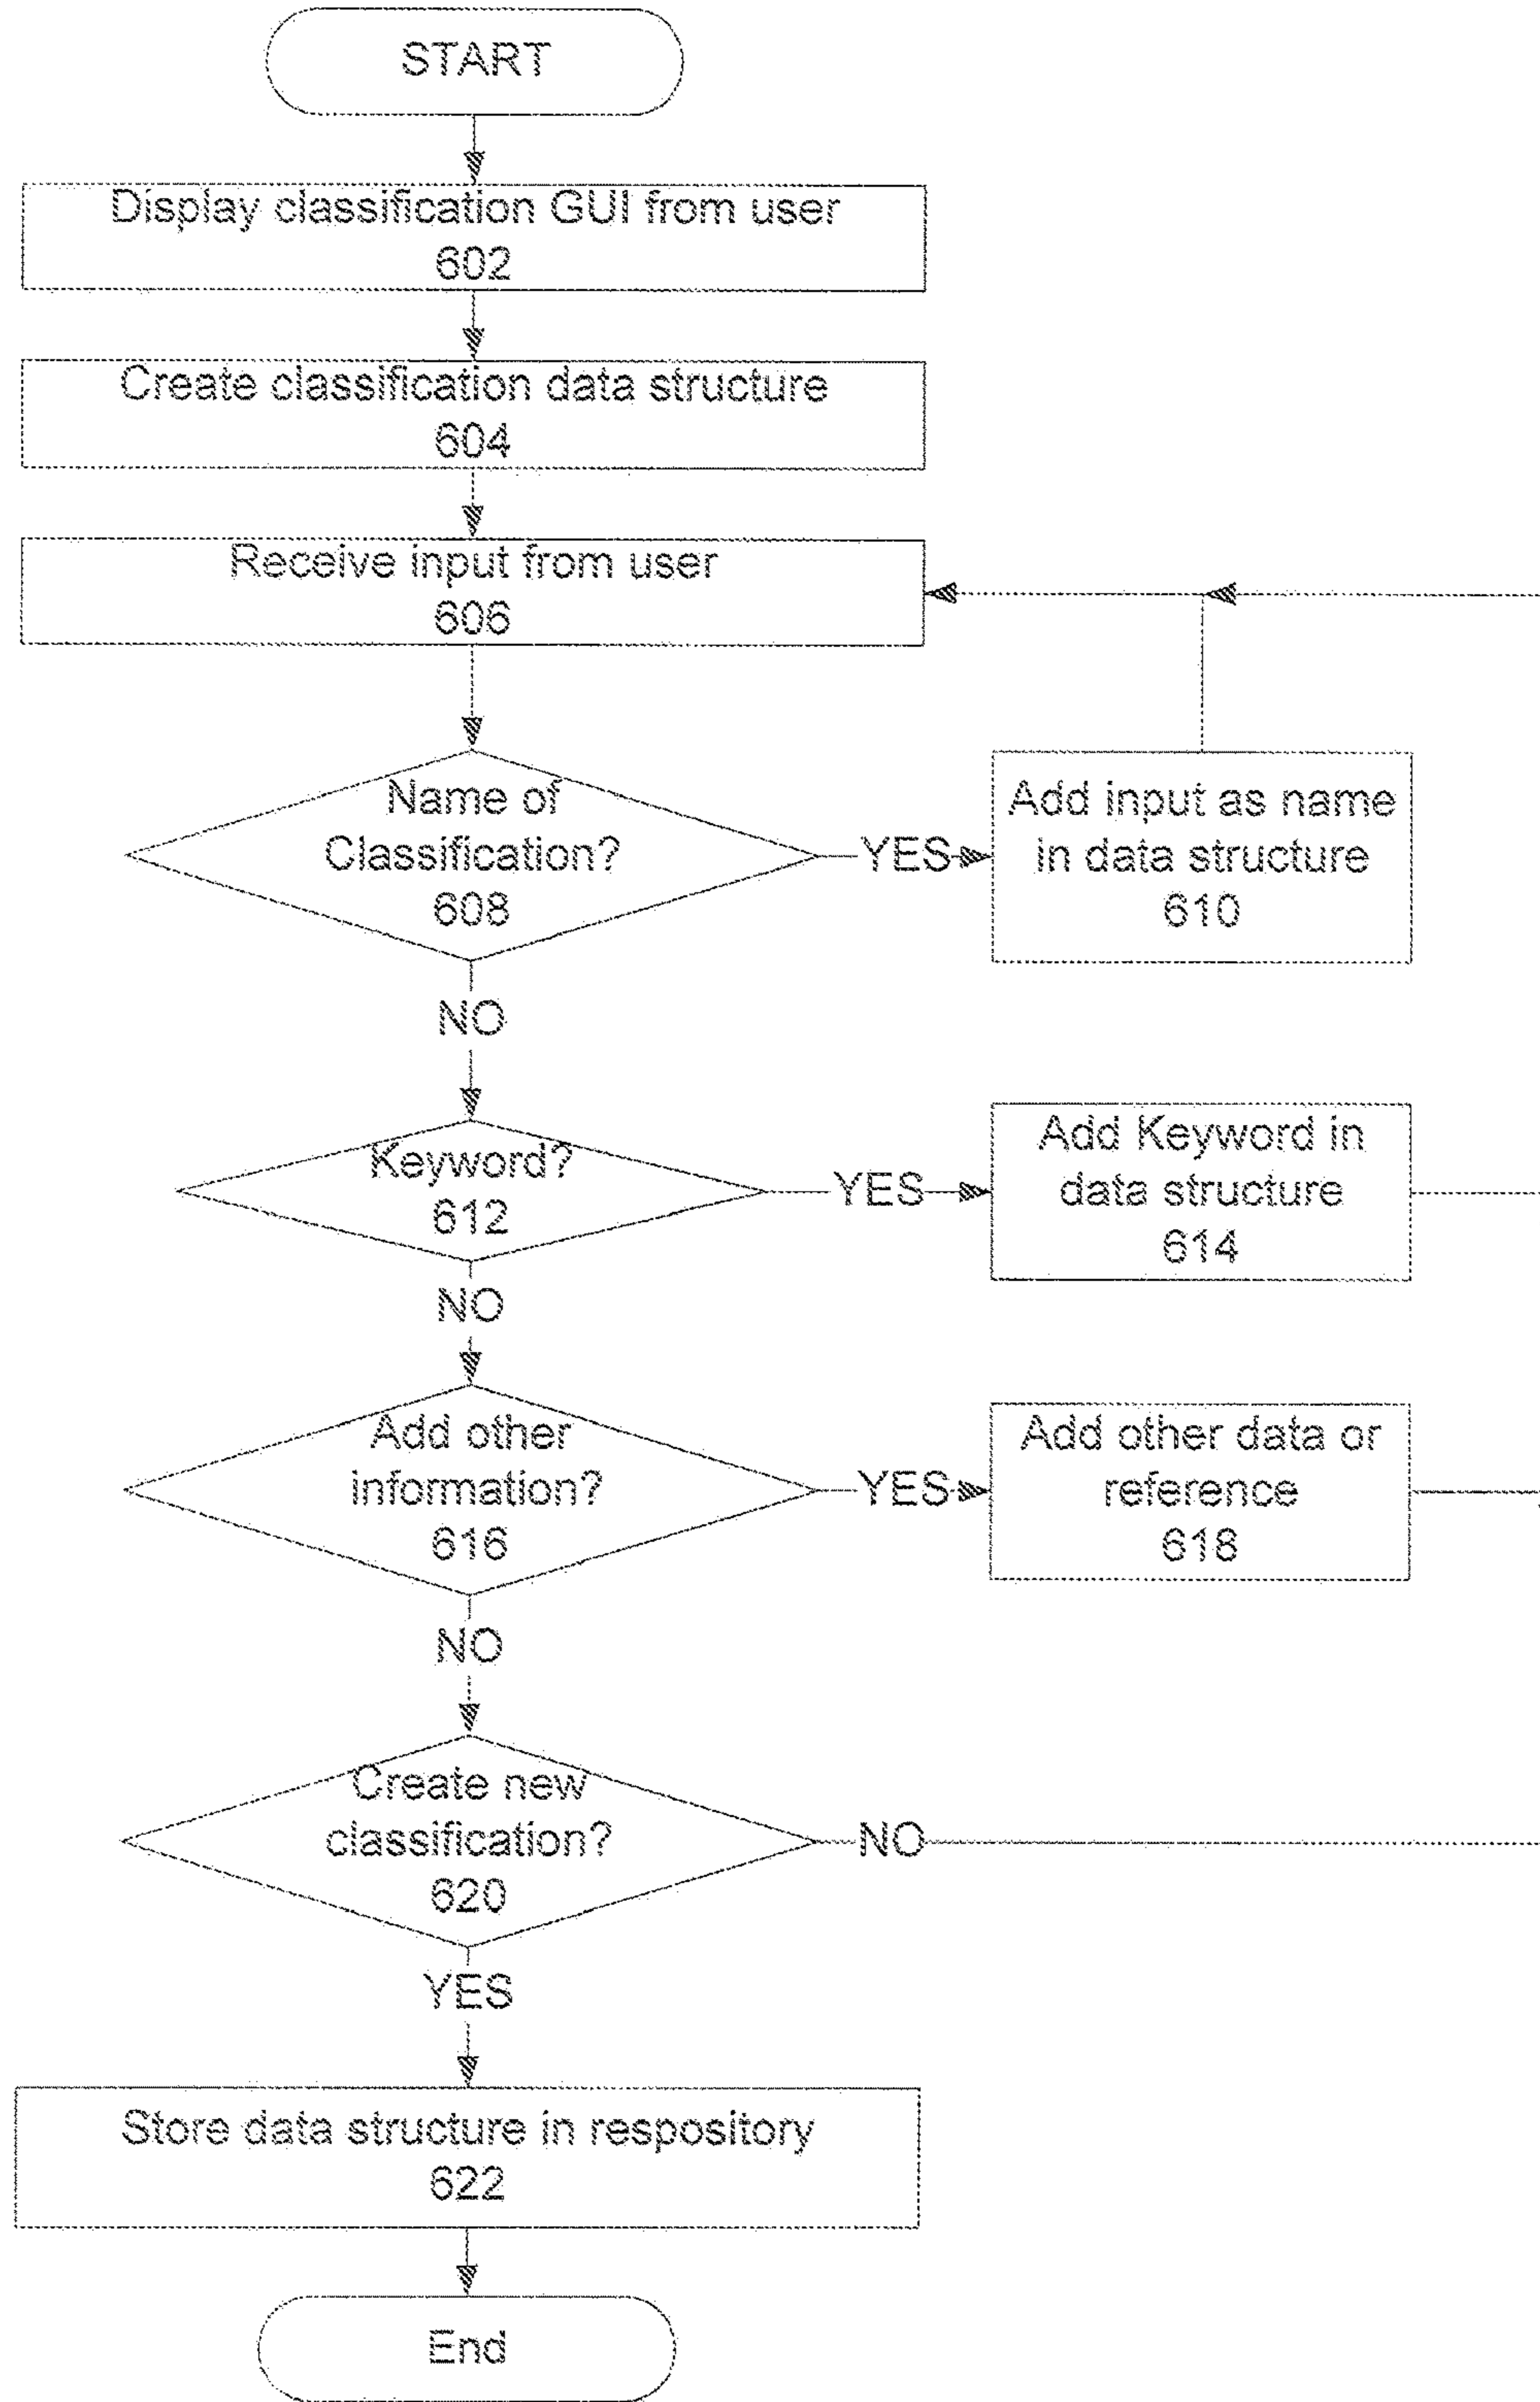 START
Display classification GUI from user
602
Create classification data structure
604
Receive input from user
606
Name of
Classification?
608
YES
Add input as name
in data structure
610
NO
Keyword?
612
YES
Add Keyword in
data structure
614
NO
Add other
information?
616
YES
Add other data or
reference
618
NO
Create new
classification?
620
NO
YES
Store data structure in respository
622
End